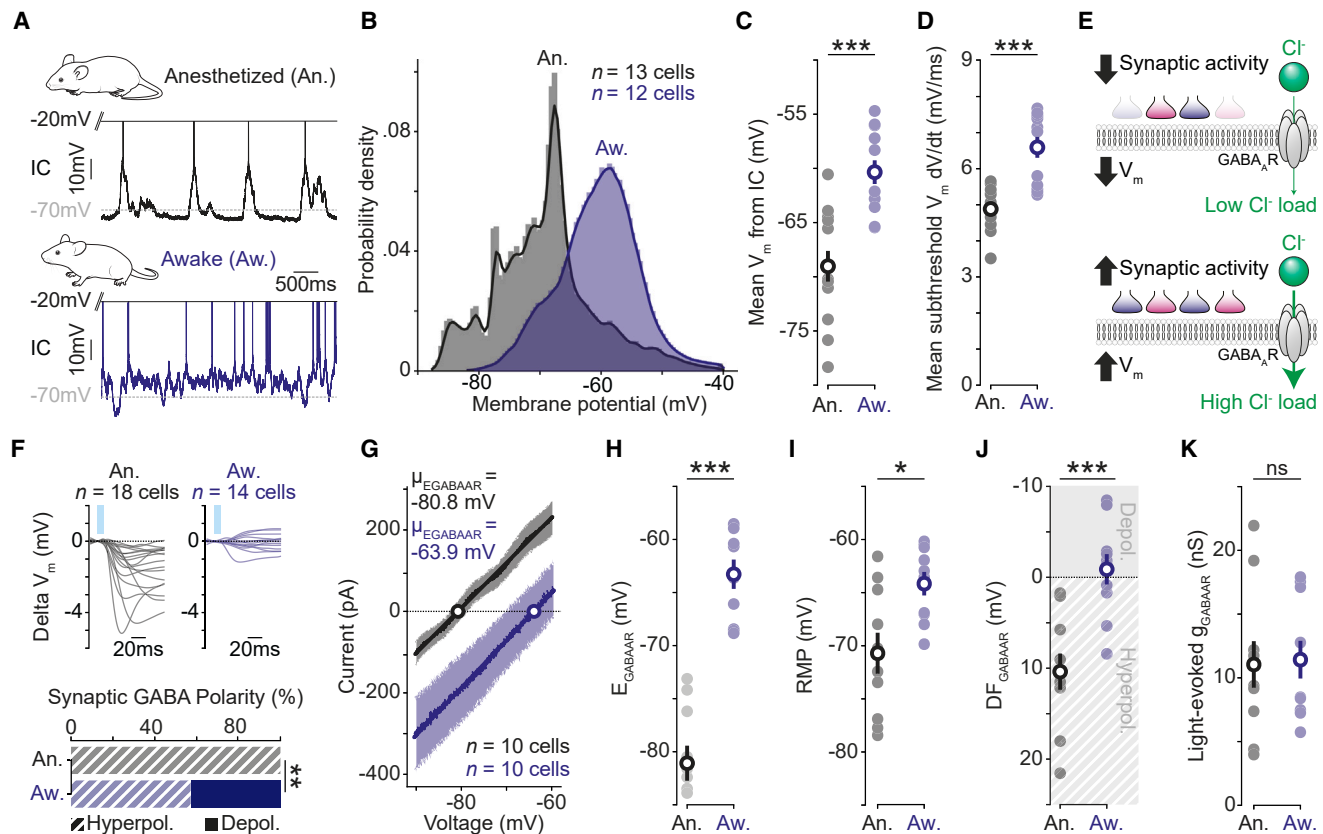 A
Anesthetized (An.)
-20mV
IC
10mV
-70mV
Awake (Aw.)
500ms
-20mV
IC
10mV
-70mV
B
An.
n = 13 cells
n = 12 cells
Aw.
Probability density
.08
.04
0
-80
-60
-40
Membrane potential (mV)
C
***
Mean Vm from IC (mV)
-55
-65
-75
An.
Aw.
D
***
Mean subthreshold Vm dV/dt (mV/ms)
9
6
3
0
An.
Aw.
E
Cl-
Synaptic activity
GABAAR
Vm
Low Cl- load
Cl-
Synaptic activity
GABAAR
Vm
High Cl- load
F
An.
n = 18 cells
Aw.
n = 14 cells
Delta Vm (mV)
0
-2
-4
20ms
0
-2
-4
20ms
Synaptic GABA Polarity (%)
0
40
80
An.
Aw.
**
Hyperpol.
Depol.
G
μEGABAAR =
-80.8 mV
μEGABAAR =
-63.9 mV
Current (pA)
200
0
-200
-400
n = 10 cells
n = 10 cells
-80
-60
Voltage (mV)
H
***
EGABAAR (mV)
-60
-70
-80
An.
Aw.
I
*
RMP (mV)
-60
-70
-80
An.
Aw.
J
***
DFGABAAR (mV)
-10
0
10
20
Depol.
Hyperpol.
An.
Aw.
K
ns
Light-evoked gGABAAR (nS)
20
10
0
An.
Aw.